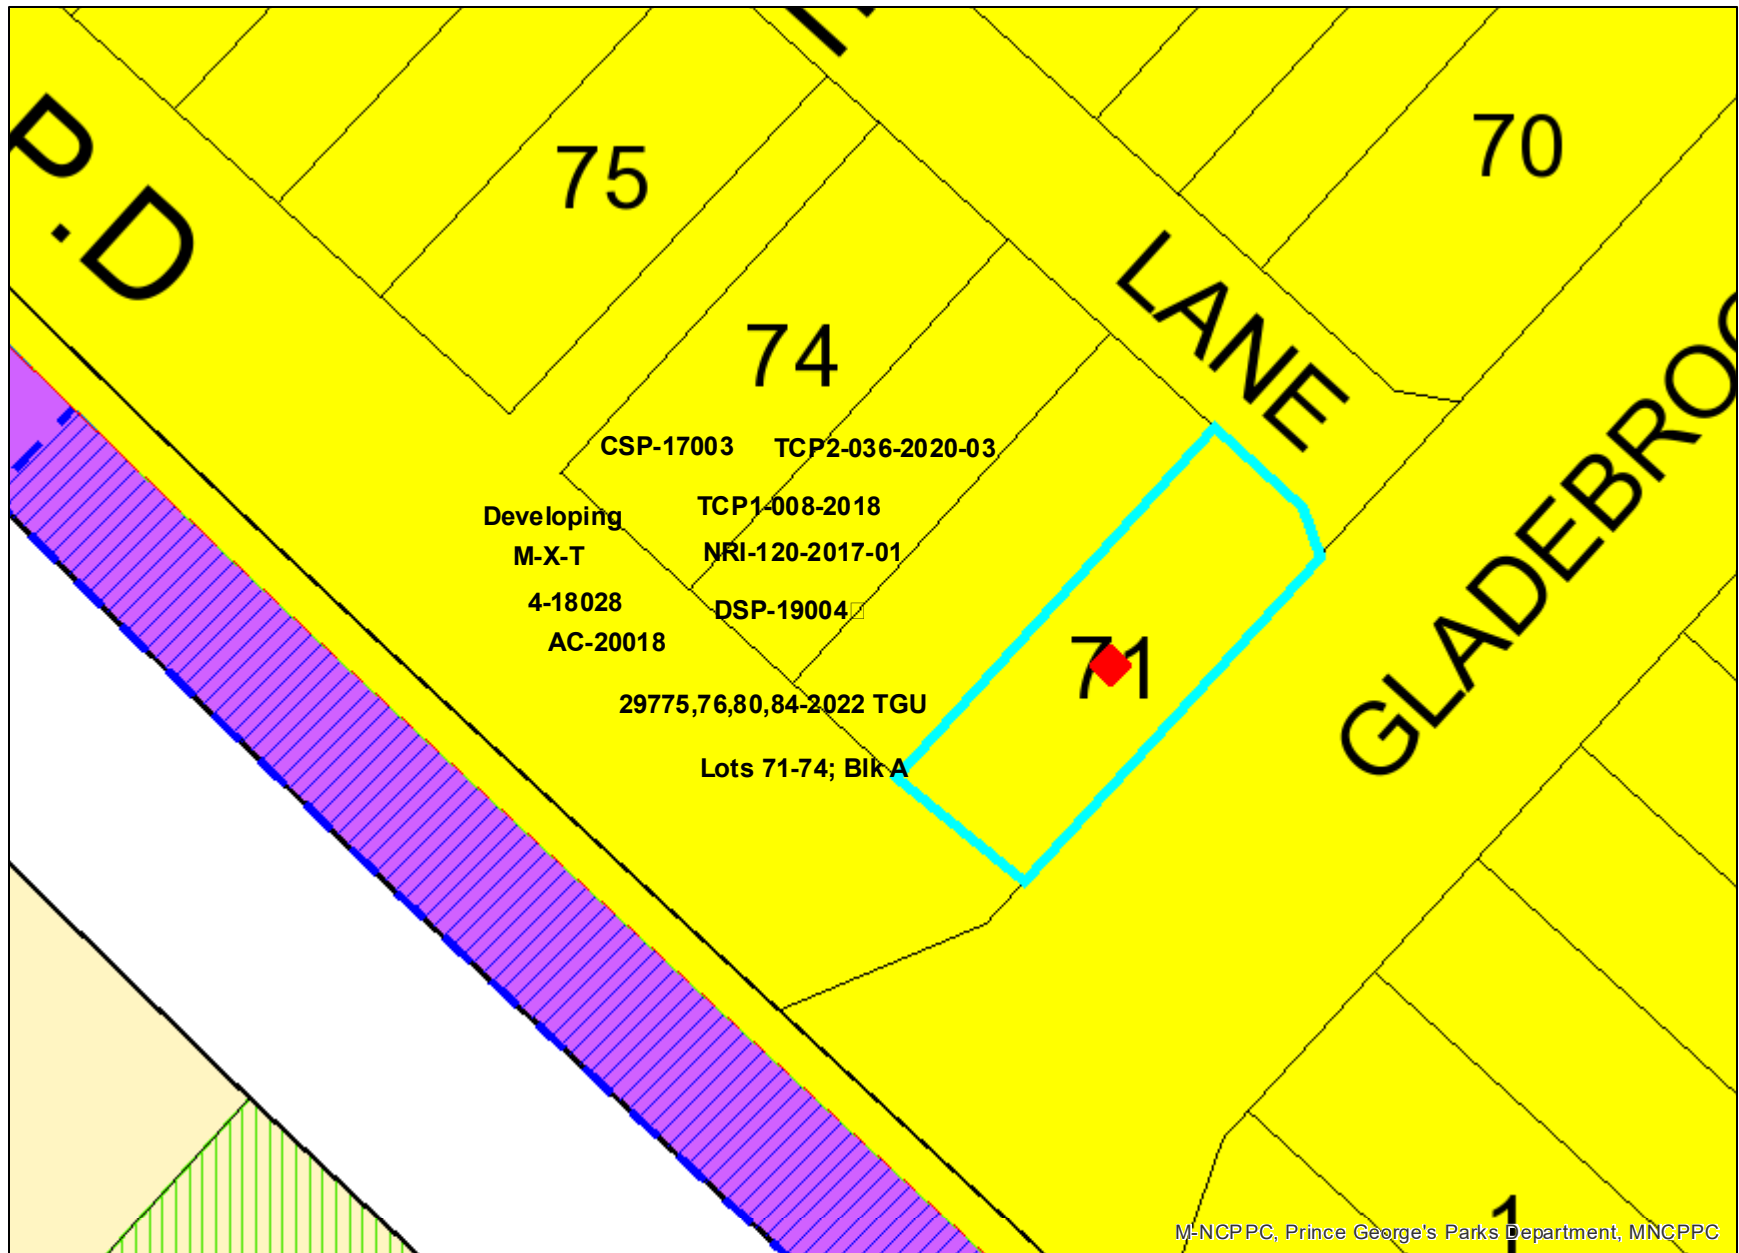 P.D
75
70
74
LANE
CSP-17003
TCP2-036-2020-03
Developing
TCP1-008-2018
M-X-T
NRI-120-2017-01
4-18028
DSP-19004
AC-20018
71
29775,76,80,84-2022 TGU
Lots 71-74; Blk A
1
M-NCPPC, Prince George's Parks Department, MNCPPC